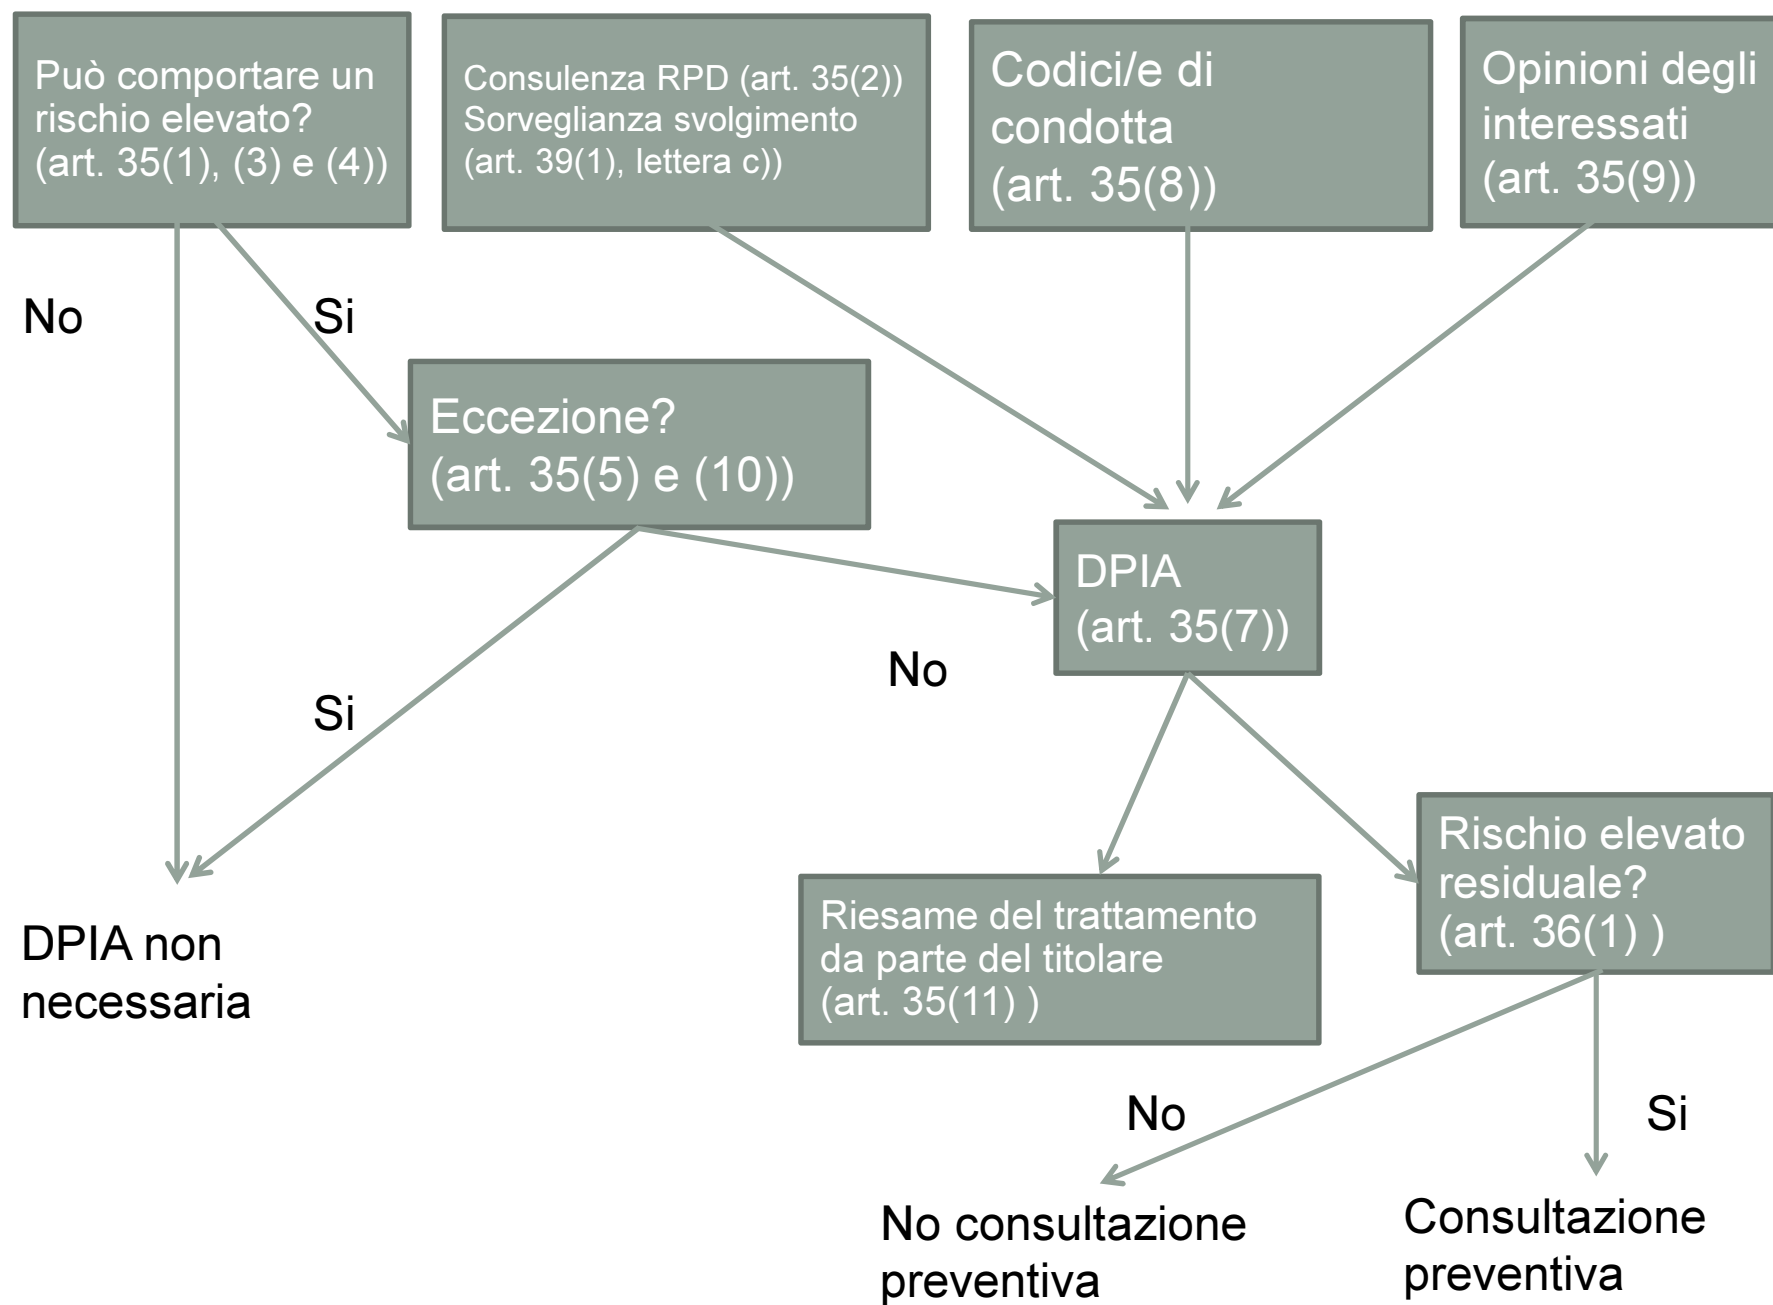 Può comportare un
rischio elevato?
(art. 35(1), (3) e (4))
Consulenza RPD (art. 35(2))
Sorveglianza svolgimento
(art. 39(1), lettera c))
Codici/e di
condotta
(art. 35(8))
Opinioni degli
interessati
(art. 35(9))
No
Si
Eccezione?
(art. 35(5) e (10))
DPIA
(art. 35(7))
No
Si
Rischio elevato
residuale?
(art. 36(1) )
Riesame del trattamento
da parte del titolare
(art. 35(11) )
DPIA non
necessaria
No
Si
No consultazione
preventiva
Consultazione
preventiva